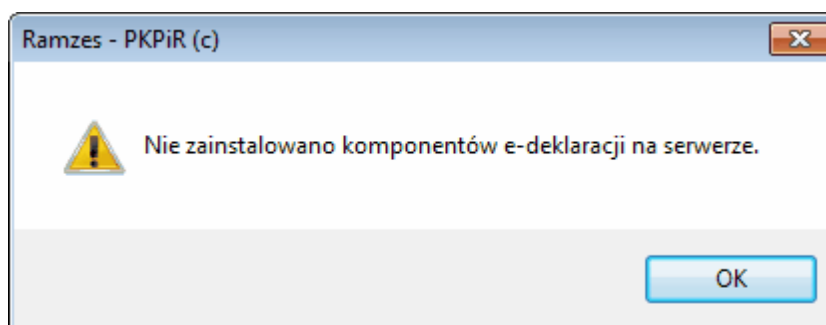 Ramzes - PKPiR (c)
Nie zainstalowano komponentów e-deklaracji na serwerze.
OK